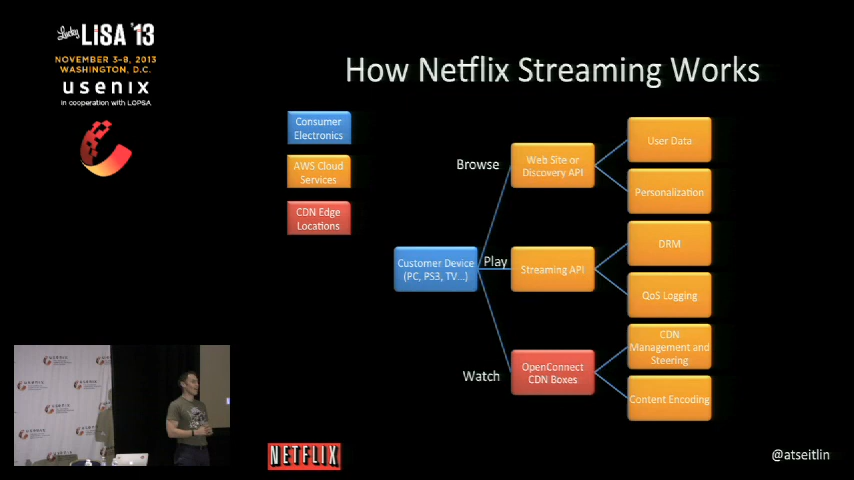 Lucky LISA '13
NOVEMBER 3–8, 2013
WASHINGTON, D.C.
usenix
in cooperation with LOPSA
How Netflix Streaming Works
Consumer
Electronics
AWS Cloud
Services
CDN Edge
Locations
Browse
Play
Watch
Customer Device
(PC, PS3, TV...)
Web Site or
Discovery API
Streaming API
OpenConnect
CDN Boxes
User Data
Personalization
DRM
QoS Logging
CDN
Management and
Steering
Content Encoding
NETFLIX
@atseitlin